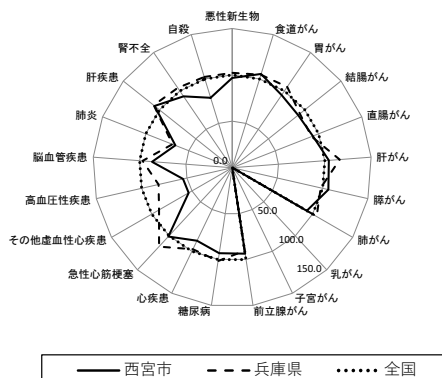 悪性新生物
食道がん
胃がん
結腸がん
直腸がん
肝がん
膵がん
肺がん
乳がん
子宮がん
前立腺がん
糖尿病
心疾患
急性心筋梗塞
その他虚血性心疾患
高血圧性疾患
脳血管疾患
肺炎
肝疾患
腎不全
自殺
0.0
50.0
100.0
150.0
西宮市 兵庫県 全国